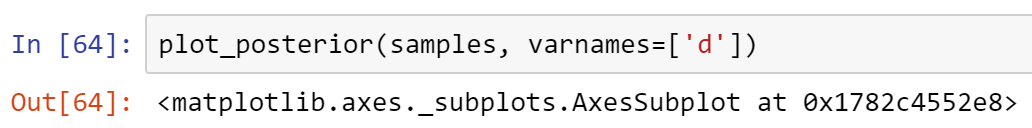 In [64]: plot_posterior(samples, varnames=['d'])
Out[64]: <matplotlib.axes._subplots.AxesSubplot at 0x1782c4552e8>